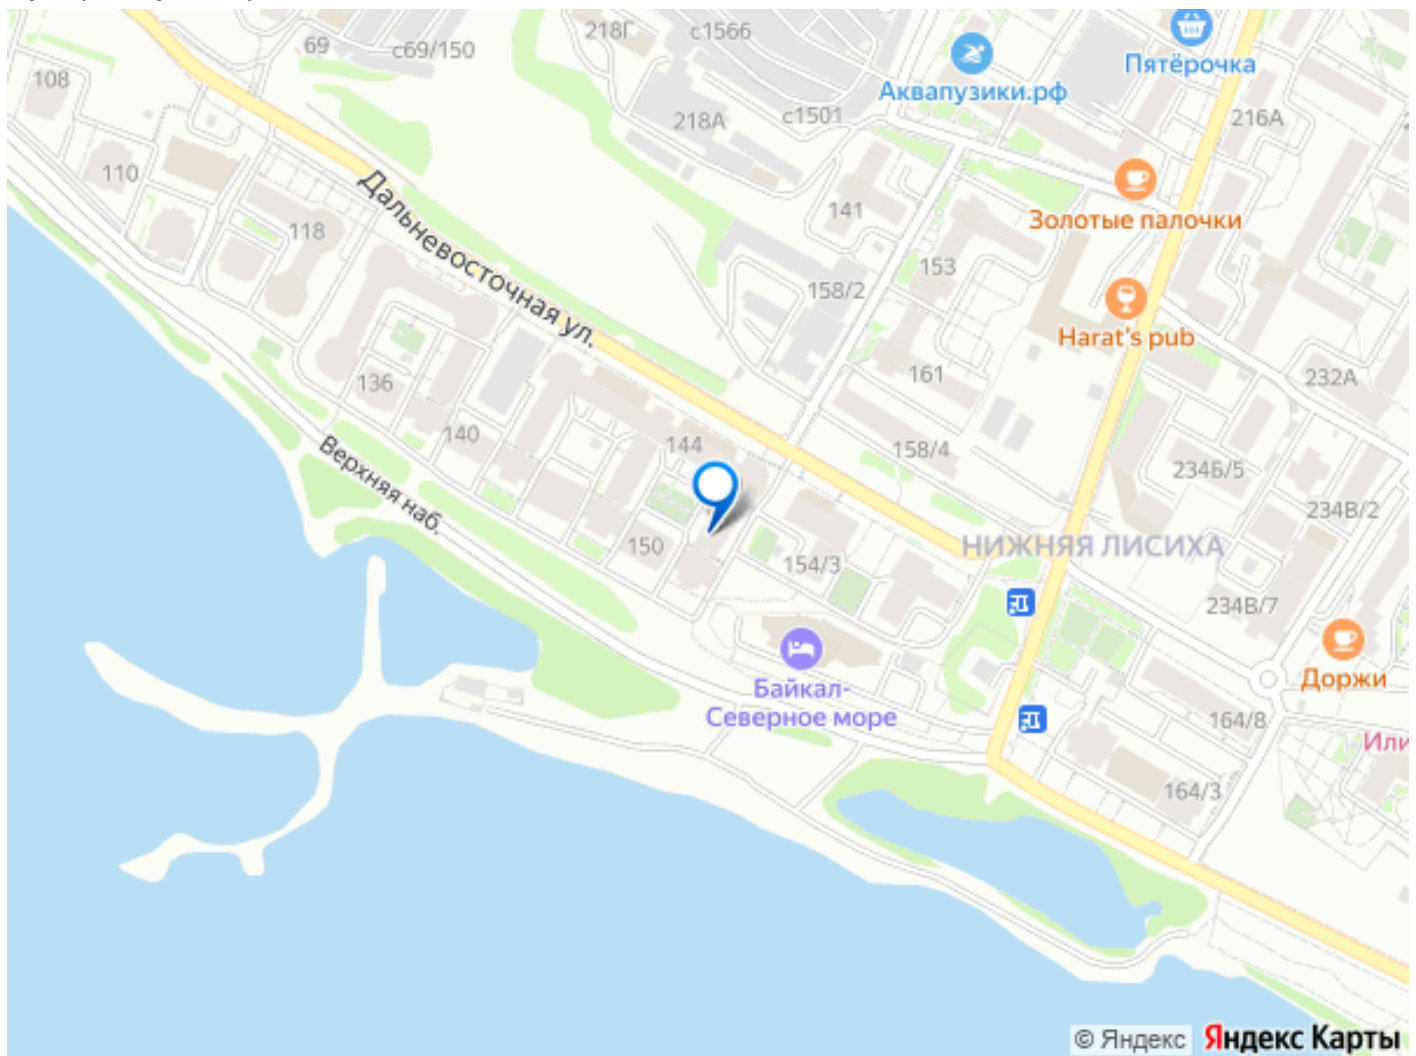 218Г
с1566
69
с69/150
108
Пятёрочка
Аквапузики.рф
218А
с1501
216А
110
Золотые палочки
141
118
153
158/2
Дальневосточная ул.
Harat's pub
136
161
232А
140
144
158/4
234Б/5
Верхняя наб.
234В/2
150
154/3
НИЖНЯЯ ЛИСИХА
234В/7
Доржи
Байкал-
Северное море
164/8
Или
164/3
© Яндекс
Яндекс Карты